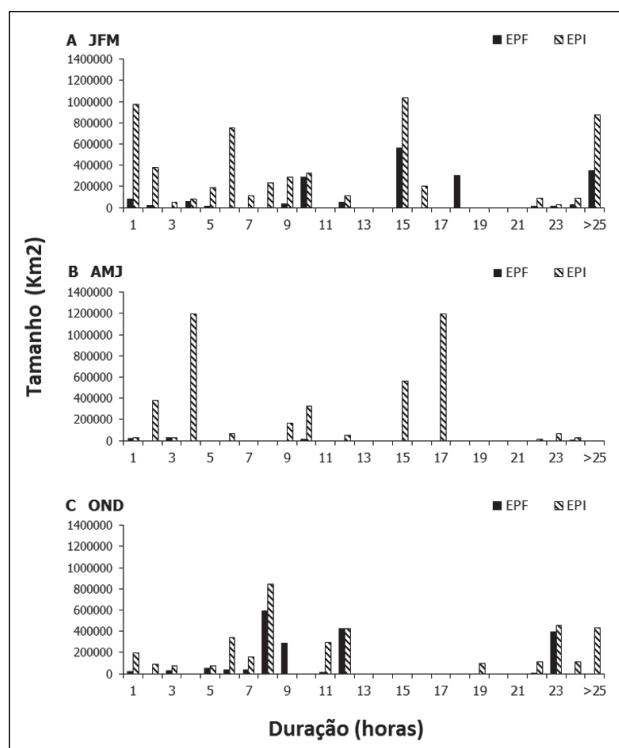 A JFM
EPF EPI
1400000
1200000
1000000
800000
600000
400000
200000
0
1 3 5 7 9 11 13 15 17 19 21 23 >25
B AMJ
EPF EPI
1400000
1200000
1000000
800000
600000
400000
200000
0
1 3 5 7 9 11 13 15 17 19 21 23 >25
C OND
EPF EPI
1400000
1200000
1000000
800000
600000
400000
200000
0
1 3 5 7 9 11 13 15 17 19 21 23 >25
Tamanho (Km2)
Duração (horas)